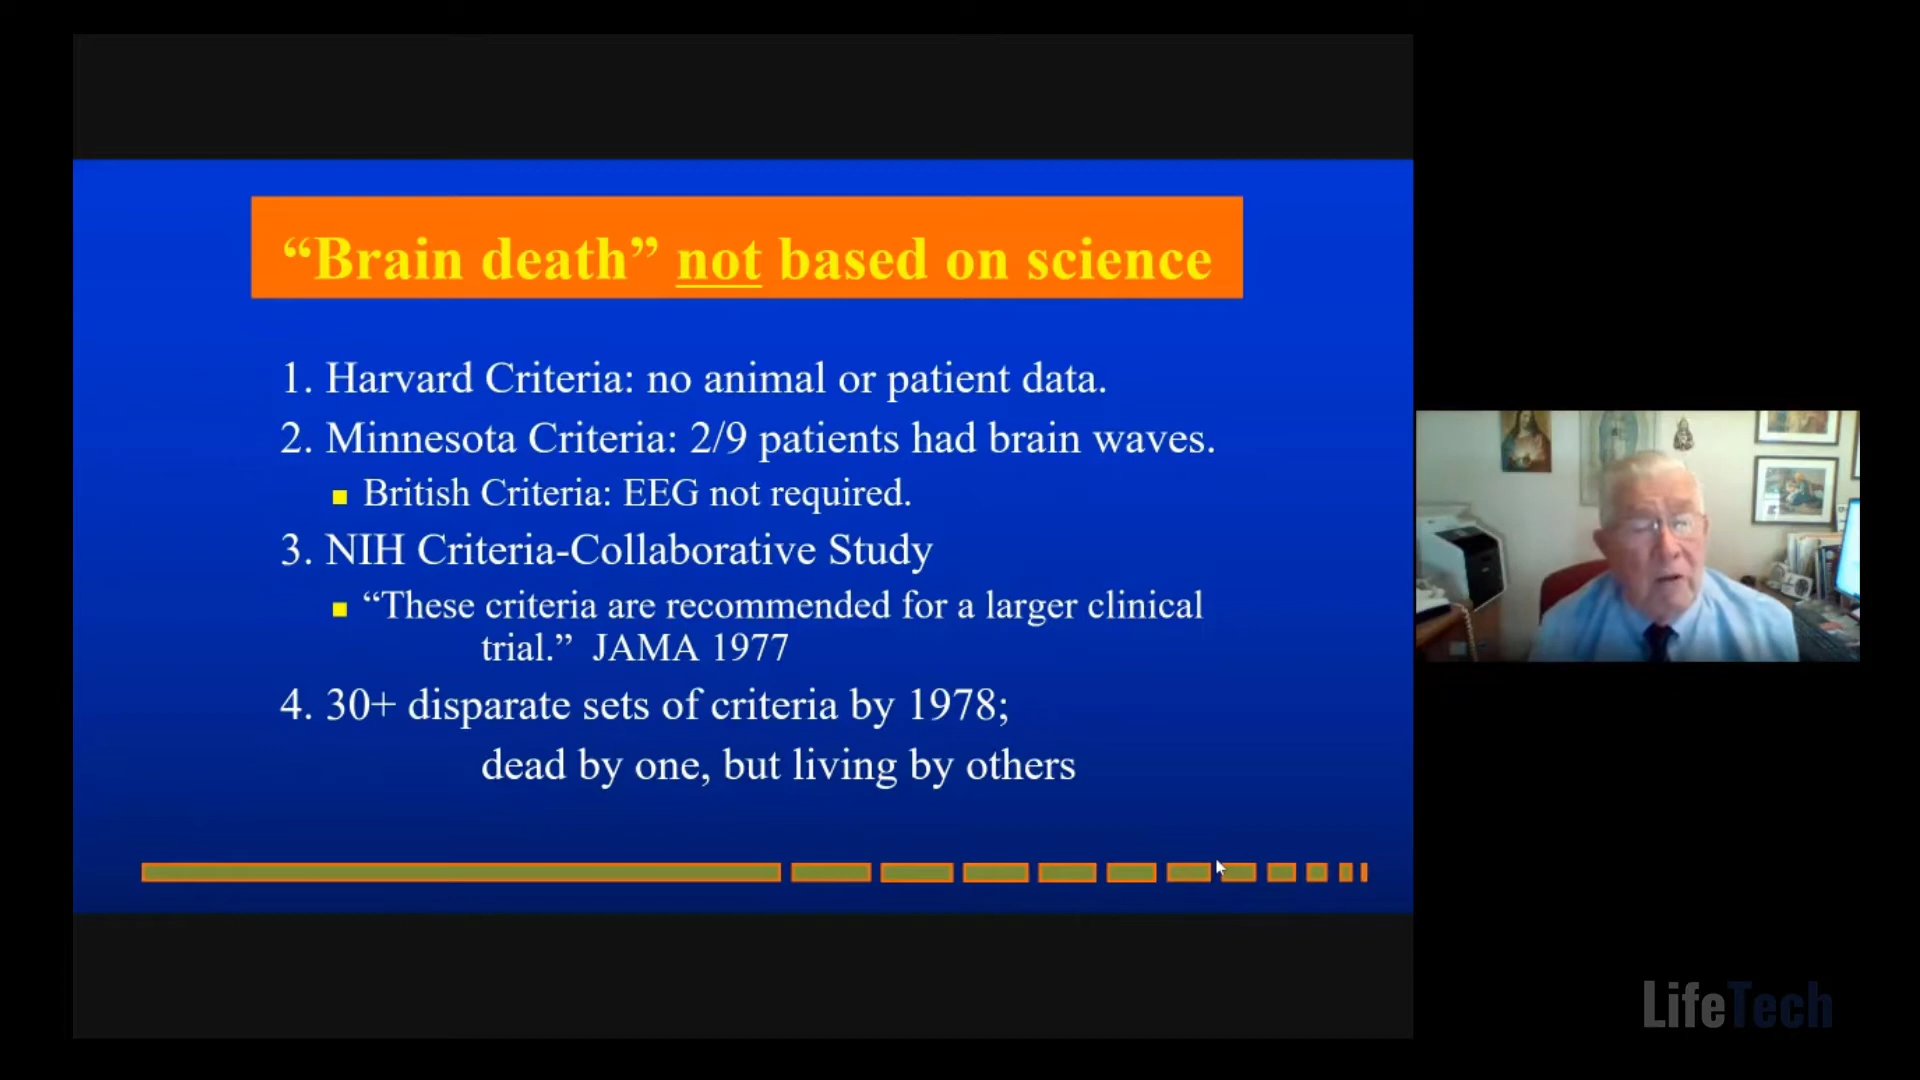 “Brain death” not based on science
1. Harvard Criteria: no animal or patient data.
2. Minnesota Criteria: 2/9 patients had brain waves.
British Criteria: EEG not required.
3. NIH Criteria-Collaborative Study
“These criteria are recommended for a larger clinical
trial.” JAMA 1977
4. 30+ disparate sets of criteria by 1978;
dead by one, but living by others
LifeTech